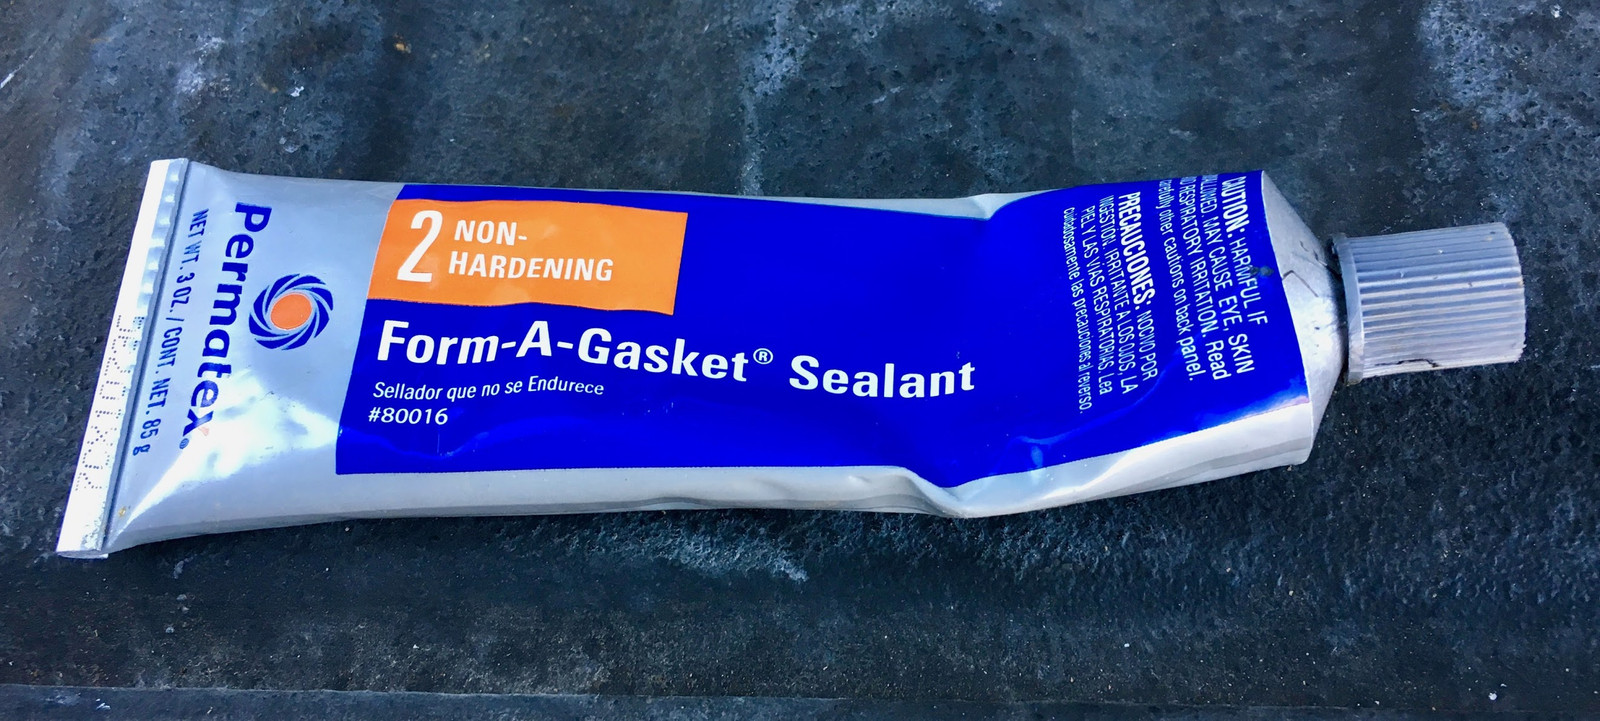 2 NON-
HARDENING
Form-A-Gasket® Sealant
Sellador que no se Endurece
#80016
Permatex®
NET WT. 3 OZ. / CONT. NET. 85 g
CAUTION: HARMFUL IF
MAY CAUSE EYE, SKIN
RESPIRATORY IRRITATION. Read
carefully other cautions on back panel.
PRECAUCIONES: NOCIVO POR
INGESTION. IRRITANTE A LOS OJOS, LA
PIEL Y LAS VIAS RESPIRATORIAS. Lea
cuidadosamente las precauciones al reverso.